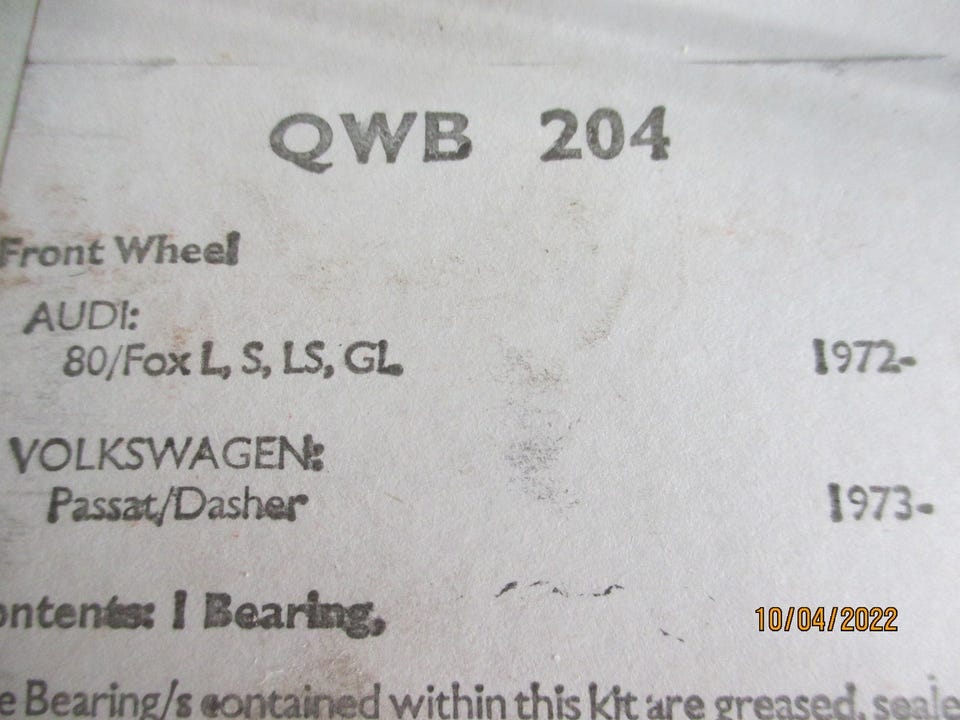 QWB 204
Front Wheel
AUDI:
80/Fox L, S, LS, GL 1972-
VOLKSWAGEN:
Passat/Dasher 1973-
ontents: 1 Bearing,
10/04/2022
e Bearing/s contained within this kit are greased, seale